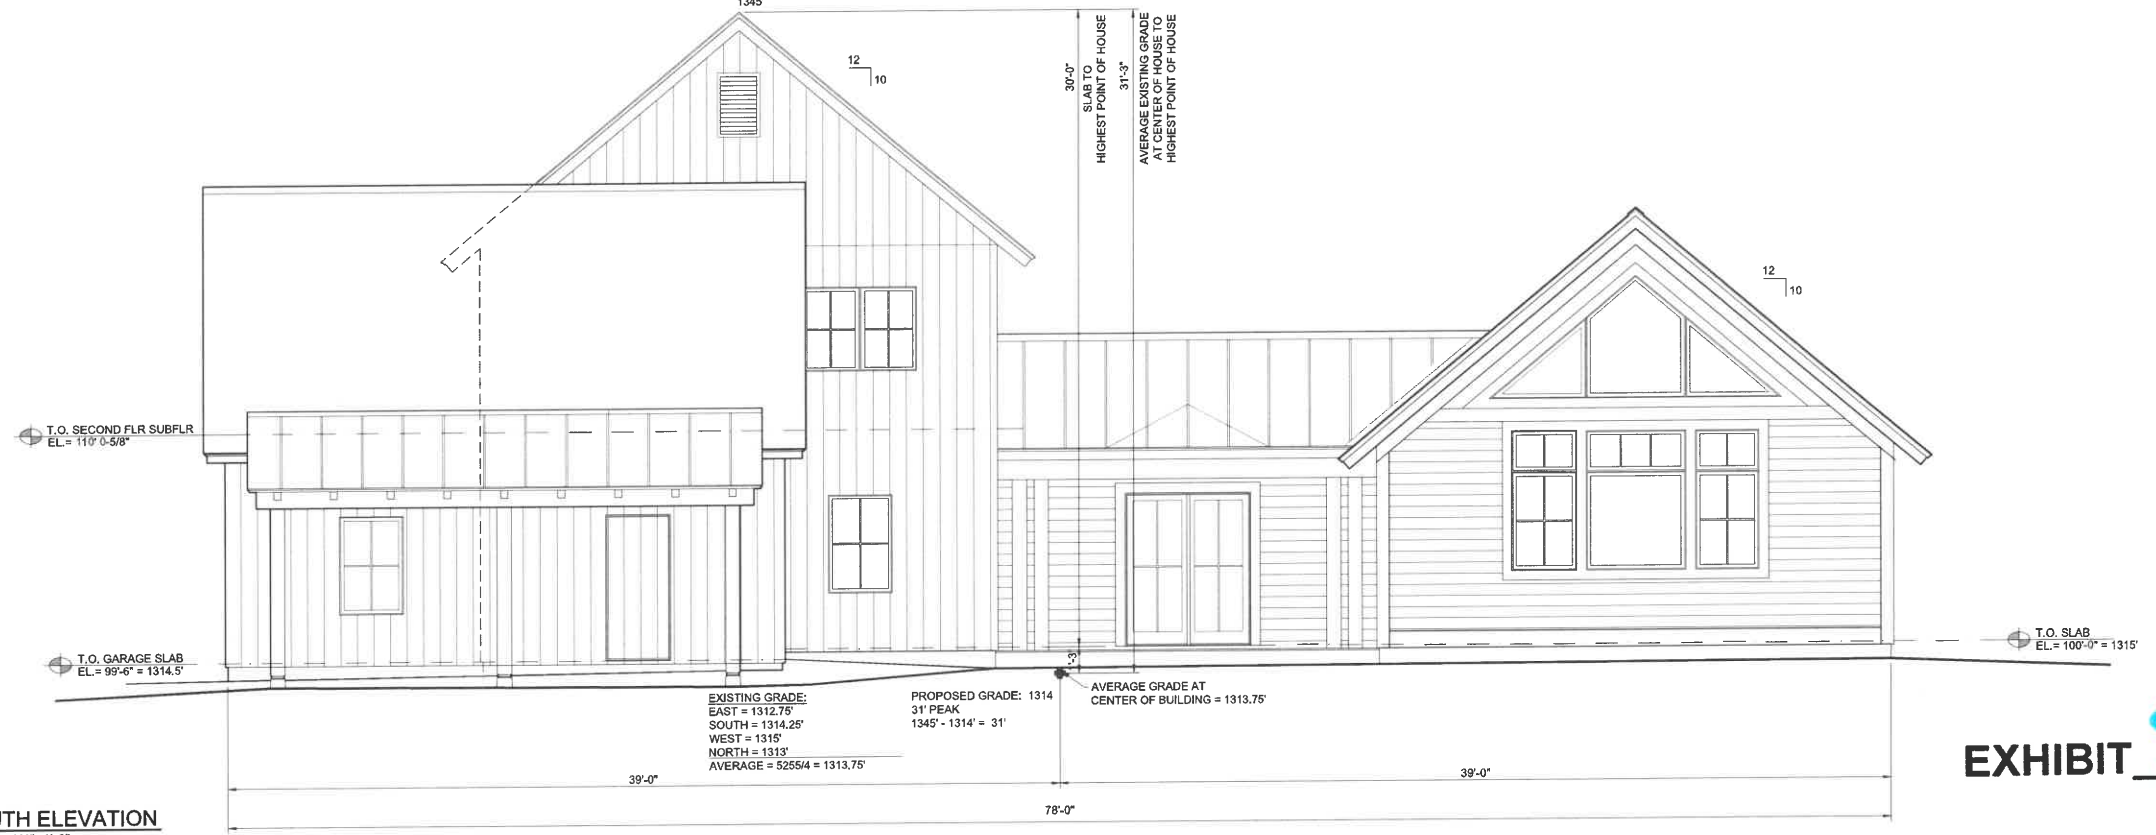 1345'
12
10
30'-0"
SLAB TO
HIGHEST POINT OF HOUSE
31'-3"
AVERAGE EXISTING GRADE
AT CENTER OF HOUSE TO
HIGHEST POINT OF HOUSE
12
10
T.O. SECOND FLR SUBFLR
EL.= 110' 0-5/8"
T.O. GARAGE SLAB
EL.= 99'-6" = 1314.5'
T.O. SLAB
EL.= 100'-0" = 1315'
1'-3"
AVERAGE GRADE AT
CENTER OF BUILDING = 1313.75'
EXISTING GRADE:
EAST = 1312.75'
SOUTH = 1314.25'
WEST = 1315'
NORTH = 1313'
AVERAGE = 5255/4 = 1313.75'
PROPOSED GRADE: 1314
31' PEAK
1345' - 1314' = 31'
39'-0"
39'-0"
78'-0"
EXHIBIT_
UTH ELEVATION